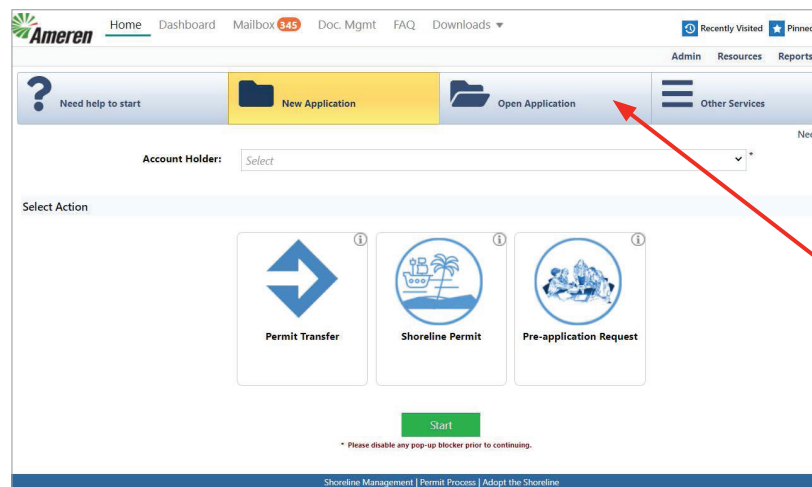 Ameren Home Dashboard Mailbox 345 Doc. Mgmt FAQ Downloads Recently Visited Pinned
Admin Resources Reports
? Need help to start New Application Open Application Other Services
Account Holder: Select *
Select Action
Permit Transfer Shoreline Permit Pre-application Request
Start
* Please disable any pop-up blocker prior to continuing.
Shoreline Management | Permit Process | Adopt the Shoreline